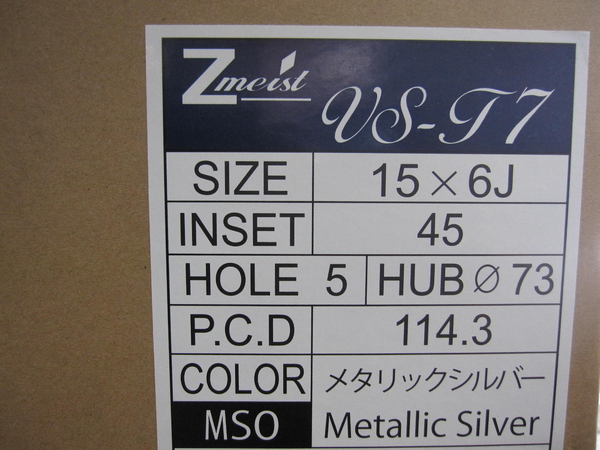 Zmeist VS-T7
SIZE 15×6J
INSET 45
HOLE 5 HUB∅73
P.C.D 114.3
COLOR メタリックシルバー
MSO Metallic Silver